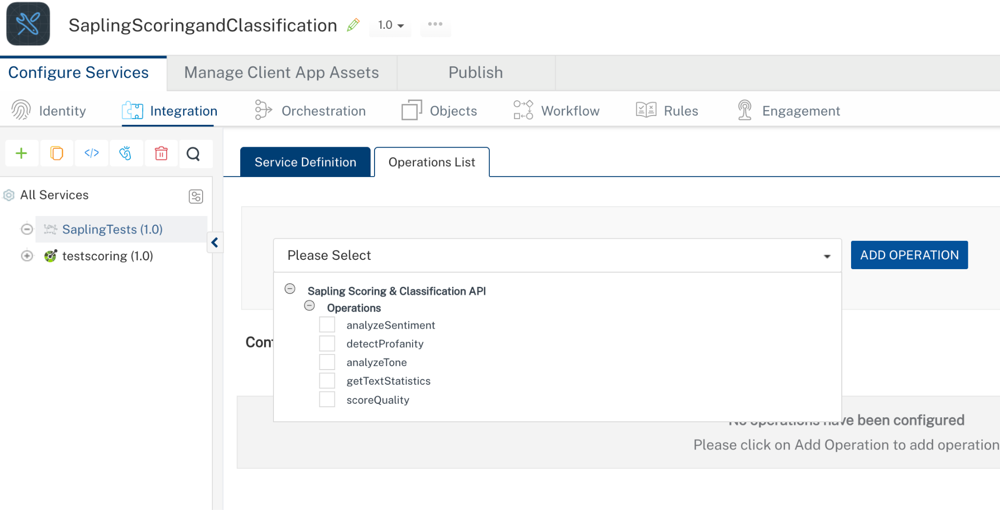 SaplingScoringandClassification 1.0
Configure Services Manage Client App Assets Publish
Identity Integration Orchestration Objects Workflow Rules Engagement
Service Definition Operations List
All Services
SaplingTests (1.0)
testscoring (1.0)
Please Select ADD OPERATION
Sapling Scoring & Classification API
Operations
analyzeSentiment
detectProfanity
analyzeTone
getTextStatistics
scoreQuality
been configured
Please click on Add Operation to add operation